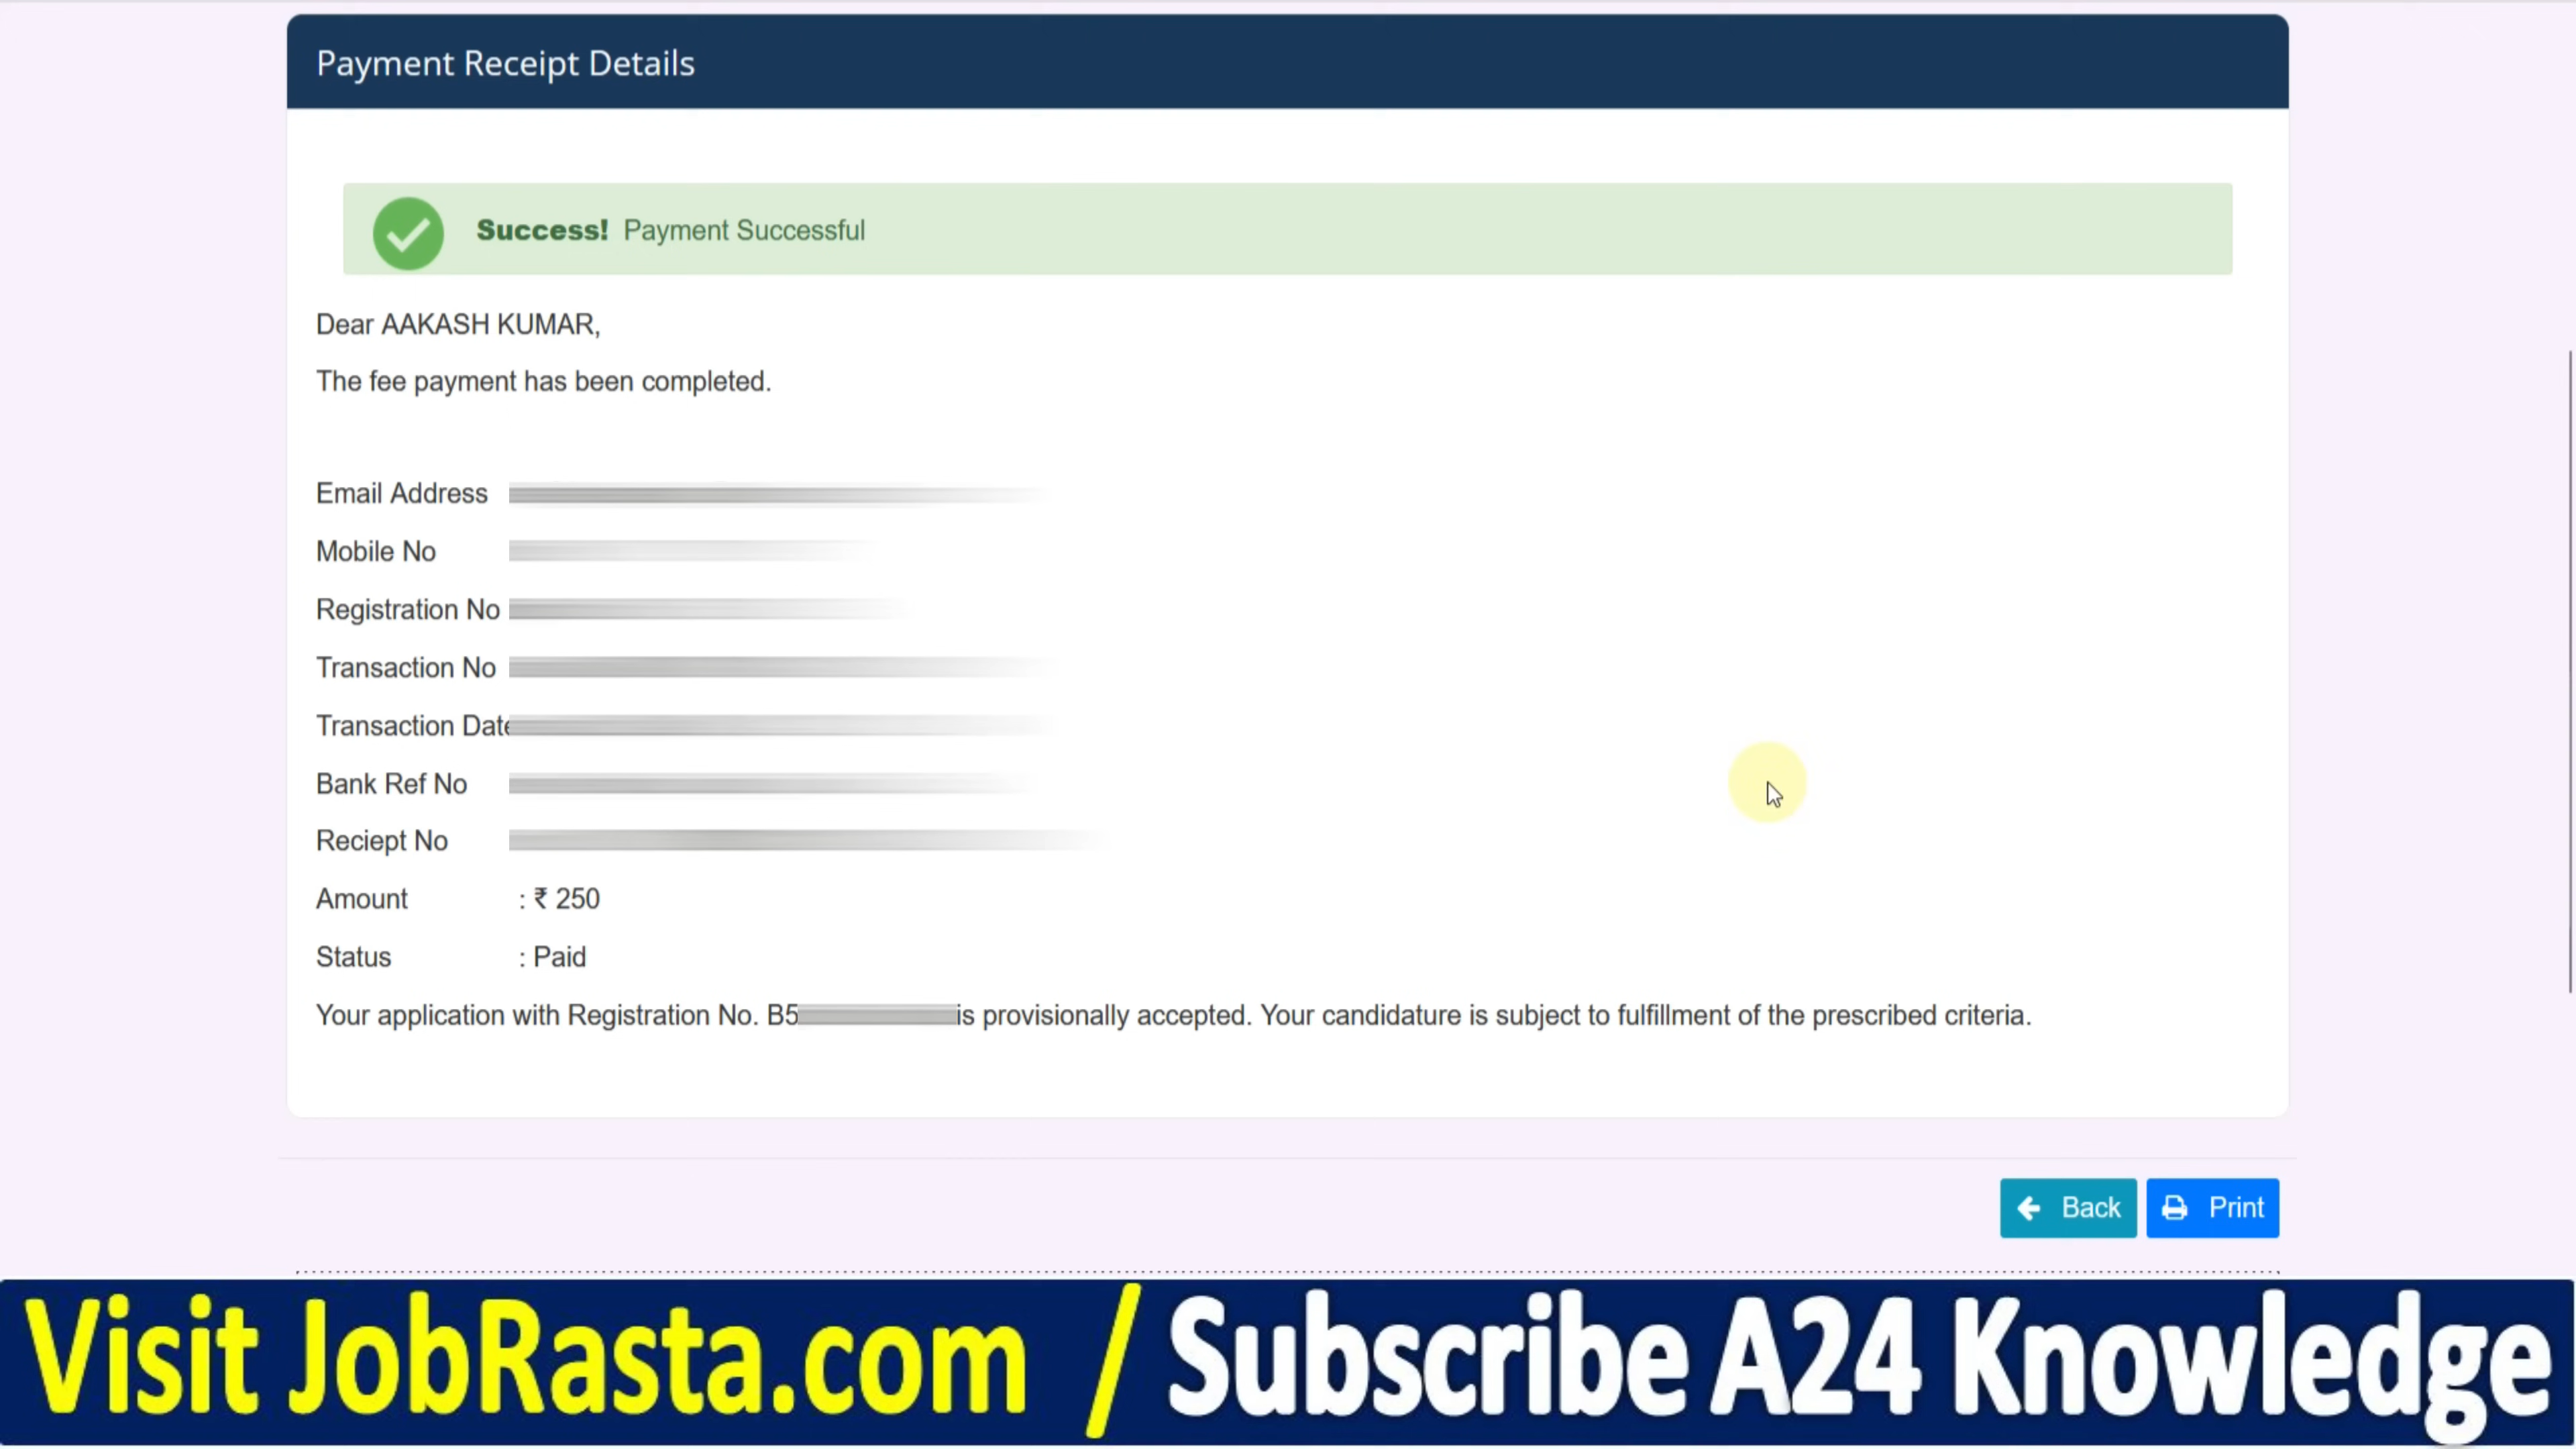 Payment Receipt Details
Success! Payment Successful
Dear AAKASH KUMAR,
The fee payment has been completed.
Email Address
Mobile No
Registration No
Transaction No
Transaction Date
Bank Ref No
Reciept No
Amount : ₹ 250
Status : Paid
Your application with Registration No. B5 is provisionally accepted. Your candidature is subject to fulfillment of the prescribed criteria.
Back Print
Visit JobRasta.com / Subscribe A24 Knowledge